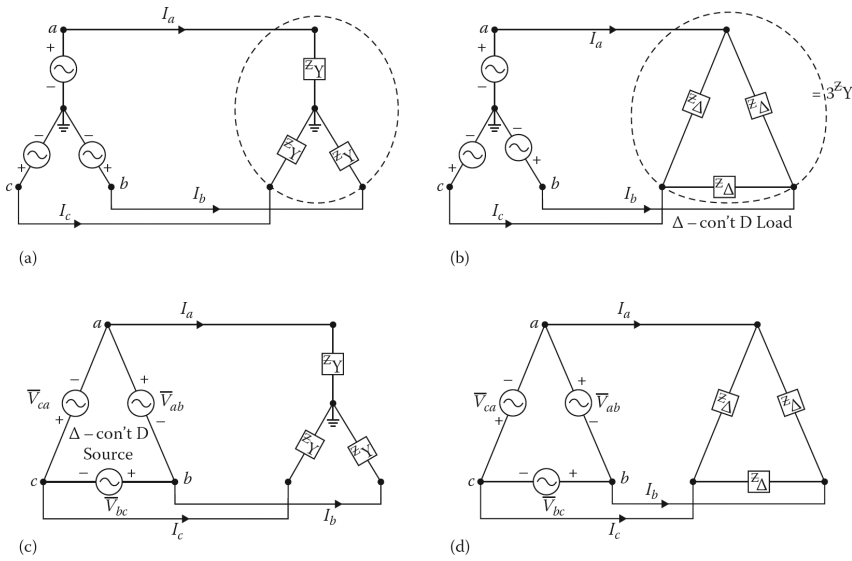 a
I_a
+
−
z_Y
− −
+ +
z_Y z_Y
c
b
I_b
I_c
(a)
a
I_a
+
−
z_Δ z_Δ
= 3z_Y
− −
+ +
c
b
z_Δ
I_b
I_c
Δ – con't D Load
(b)
a
I_a
− +
V̅_ca
V̅_ab
+ −
z_Y
Δ – con't D
Source
z_Y z_Y
c
− +
b
V̅_bc
I_b
I_c
(c)
a
I_a
− +
V̅_ca
V̅_ab
+ −
z_Δ z_Δ
c
− +
b
z_Δ
V̅_bc
I_b
I_c
(d)